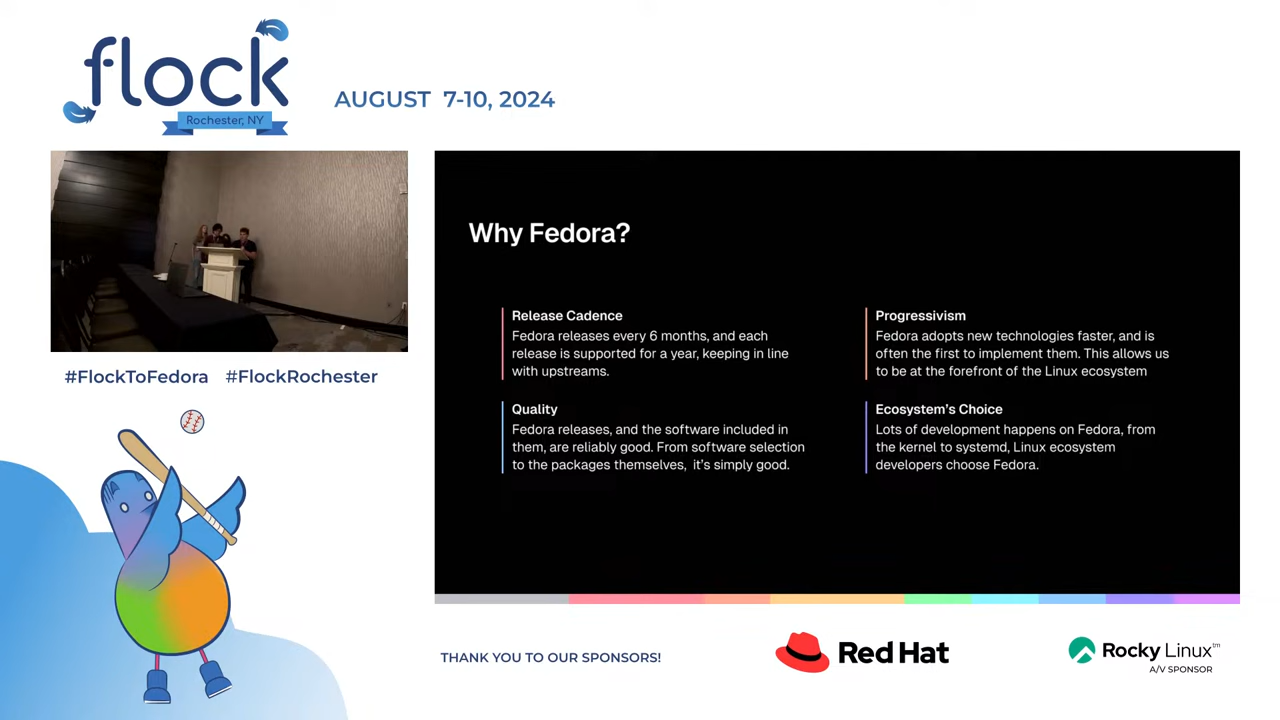 flock
Rochester, NY
AUGUST 7-10, 2024
Why Fedora?
Release Cadence
Fedora releases every 6 months, and each
release is supported for a year, keeping in line
with upstreams.
Progressivism
Fedora adopts new technologies faster, and is
often the first to implement them. This allows us
to be at the forefront of the Linux ecosystem
Quality
Fedora releases, and the software included in
them, are reliably good. From software selection
to the packages themselves, it's simply good.
Ecosystem's Choice
Lots of development happens on Fedora, from
the kernel to systemd, Linux ecosystem
developers choose Fedora.
#FlockToFedora #FlockRochester
THANK YOU TO OUR SPONSORS!
Red Hat
Rocky Linux™
A/V SPONSOR